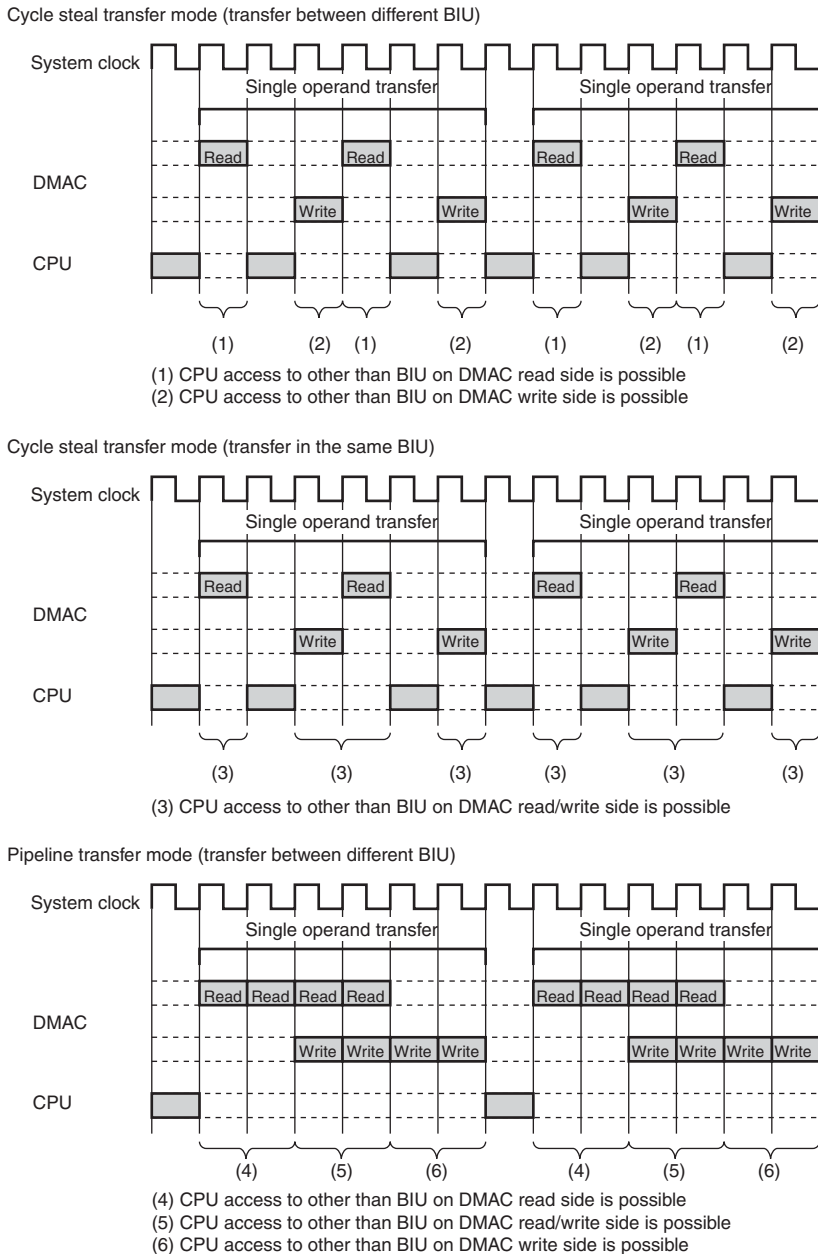 Cycle steal transfer mode (transfer between different BIU)
System clock
Single operand transfer Single operand transfer
Read Read Read Read
DMAC
Write Write Write Write
CPU
(1) (2) (1) (2) (1) (2) (1) (2)
(1) CPU access to other than BIU on DMAC read side is possible
(2) CPU access to other than BIU on DMAC write side is possible
Cycle steal transfer mode (transfer in the same BIU)
System clock
Single operand transfer Single operand transfer
Read Read Read Read
DMAC
Write Write Write Write
CPU
(3) (3) (3) (3) (3) (3)
(3) CPU access to other than BIU on DMAC read/write side is possible
Pipeline transfer mode (transfer between different BIU)
System clock
Single operand transfer Single operand transfer
Read Read Read Read Read Read Read Read
DMAC
Write Write Write Write Write Write Write Write
CPU
(4) (5) (6) (4) (5) (6)
(4) CPU access to other than BIU on DMAC read side is possible
(5) CPU access to other than BIU on DMAC read/write side is possible
(6) CPU access to other than BIU on DMAC write side is possible